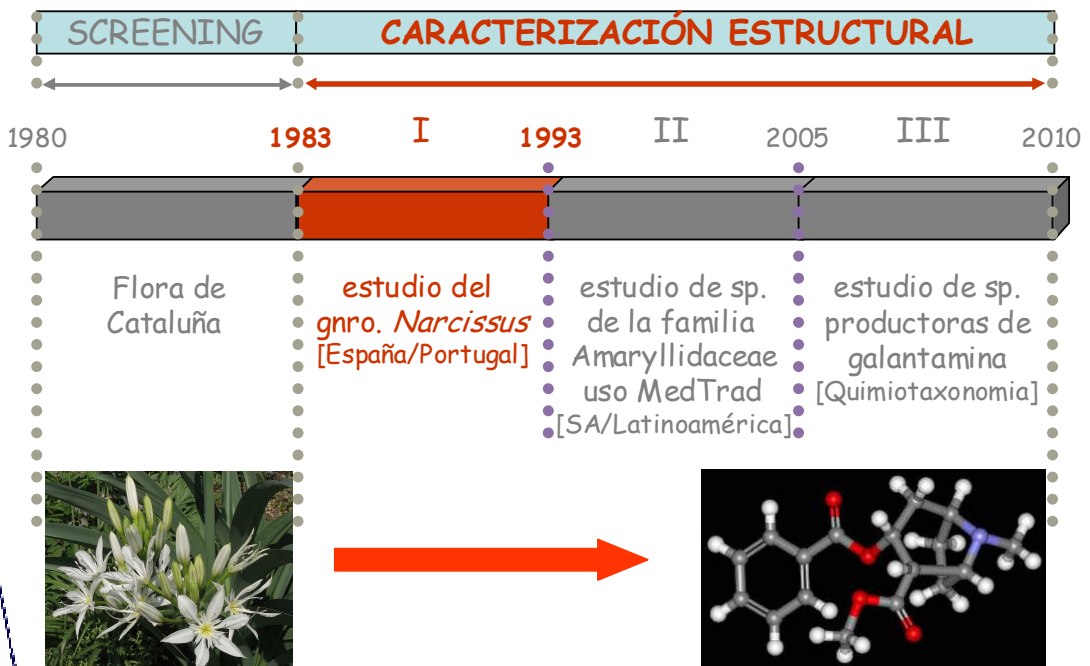 SCREENING
CARACTERIZACIÓN ESTRUCTURAL
1980
1983
I
1993
II
2005
III
2010
Flora de
Cataluña
estudio del
gnro. Narcissus
[España/Portugal]
estudio de sp.
de la familia
Amaryllidaceae
uso MedTrad
[SA/Latinoamérica]
estudio de sp.
productoras de
galantamina
[Quimiotaxonomia]